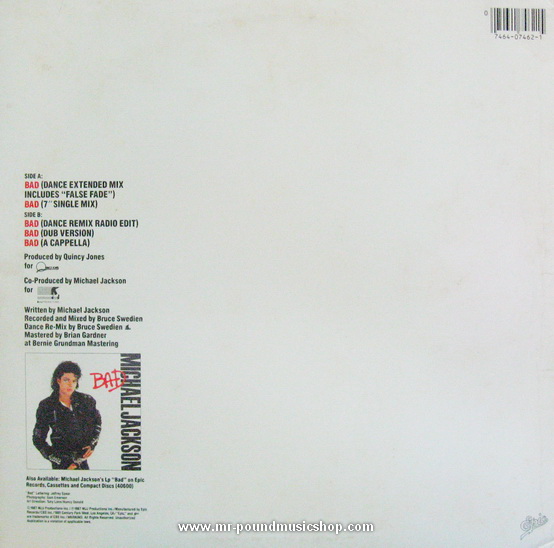 0
7464-07462-1
SIDE A:
BAD (DANCE EXTENDED MIX
INCLUDES "FALSE FADE")
BAD (7" SINGLE MIX)
SIDE B:
BAD (DANCE REMIX RADIO EDIT)
BAD (DUB VERSION)
BAD (A CAPPELLA)
Produced by Quincy Jones
for
Co-Produced by Michael Jackson
for
Written by Michael Jackson
Recorded and Mixed by Bruce Swedien
Dance Re-Mix by Bruce Swedien &
Mastered by Brian Gardner
at Bernie Grundman Mastering
BAD
MICHAEL JACKSON
Also Available: Michael Jackson's Lp "Bad" on Epic
Records, Cassettes and Compact Discs (40600)
Epic
www.mr-poundmusicshop.com